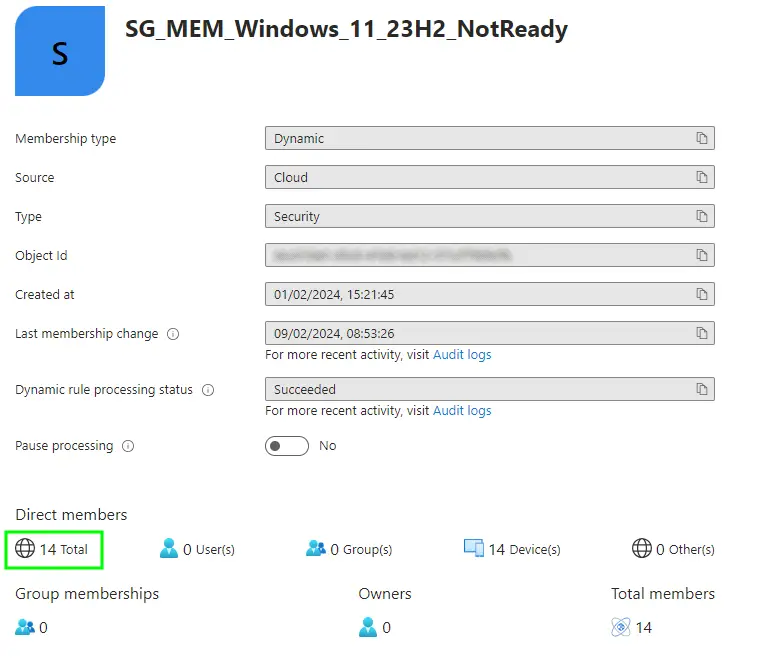 S
SG_MEM_Windows_11_23H2_NotReady
Membership type Dynamic
Source Cloud
Type Security
Object Id
Created at 01/02/2024, 15:21:45
Last membership change 09/02/2024, 08:53:26
For more recent activity, visit Audit logs
Dynamic rule processing status Succeeded
For more recent activity, visit Audit logs
Pause processing No
Direct members
14 Total 0 User(s) 0 Group(s) 14 Device(s) 0 Other(s)
Group memberships Owners Total members
0 0 14